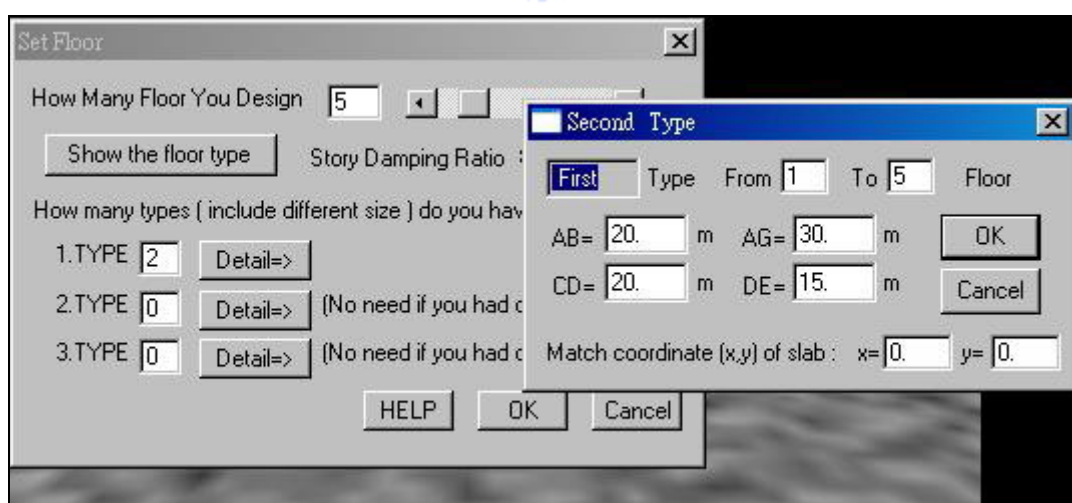 Set Floor
How Many Floor You Design 5
Show the floor type Story Damping Ratio :
How many types ( include different size ) do you hav
1.TYPE 2 Detail=>
2.TYPE 0 Detail=> (No need if you had
3.TYPE 0 Detail=> (No need if you had
HELP OK Cancel
Second Type
First Type From 1 To 5 Floor
AB= 20. m AG= 30. m OK
CD= 20. m DE= 15. m Cancel
Match coordinate (x,y) of slab : x= 0. y= 0.